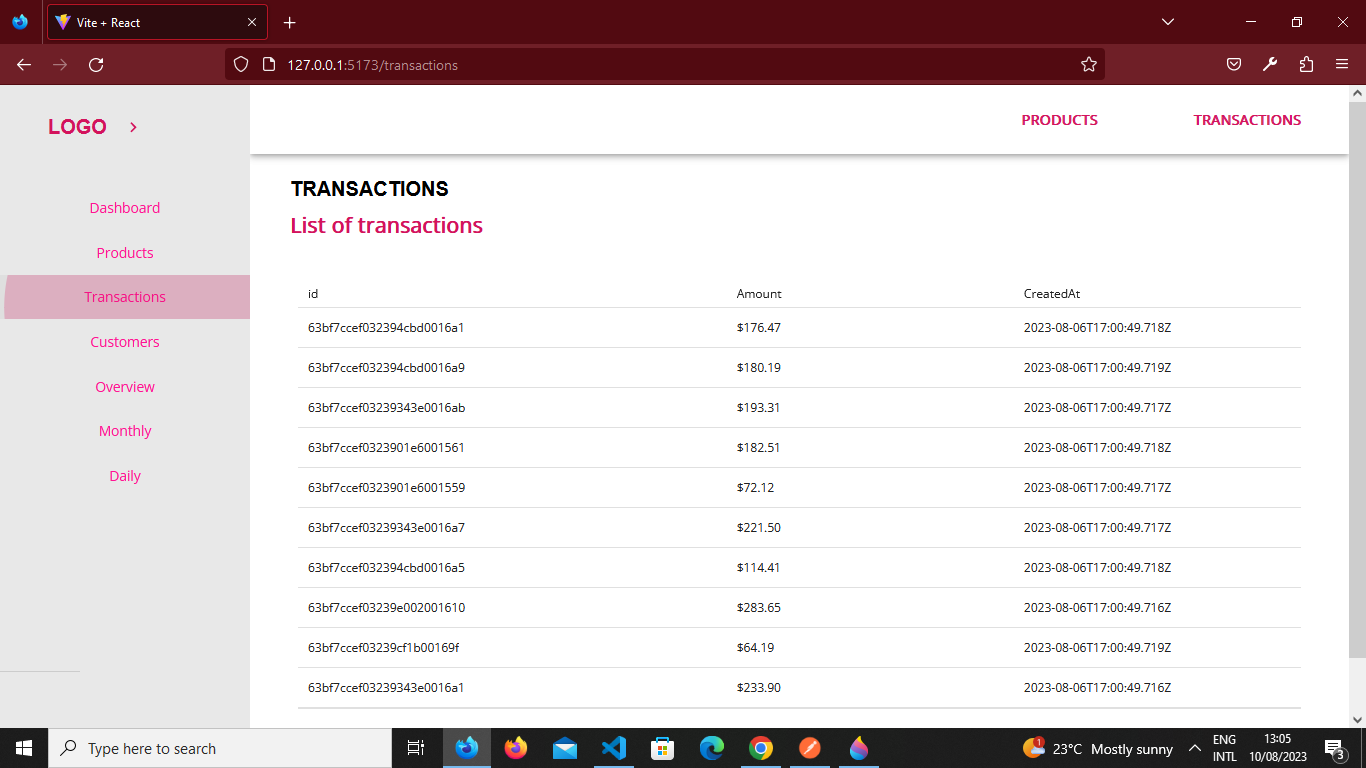 Vite + React
127.0.0.1:5173/transactions
LOGO
PRODUCTS TRANSACTIONS
Dashboard
Products
Transactions
Customers
Overview
Monthly
Daily
TRANSACTIONS
List of transactions
id Amount CreatedAt
63bf7ccef032394cbd0016a1 $176.47 2023-08-06T17:00:49.718Z
63bf7ccef032394cbd0016a9 $180.19 2023-08-06T17:00:49.719Z
63bf7ccef03239343e0016ab $193.31 2023-08-06T17:00:49.717Z
63bf7ccef0323901e6001561 $182.51 2023-08-06T17:00:49.718Z
63bf7ccef0323901e6001559 $72.12 2023-08-06T17:00:49.717Z
63bf7ccef03239343e0016a7 $221.50 2023-08-06T17:00:49.717Z
63bf7ccef032394cbd0016a5 $114.41 2023-08-06T17:00:49.718Z
63bf7ccef03239e002001610 $283.65 2023-08-06T17:00:49.716Z
63bf7ccef03239cf1b00169f $64.19 2023-08-06T17:00:49.719Z
63bf7ccef03239343e0016a1 $233.90 2023-08-06T17:00:49.716Z
Type here to search
1
23°C Mostly sunny
ENG
INTL
13:05
10/08/2023
3